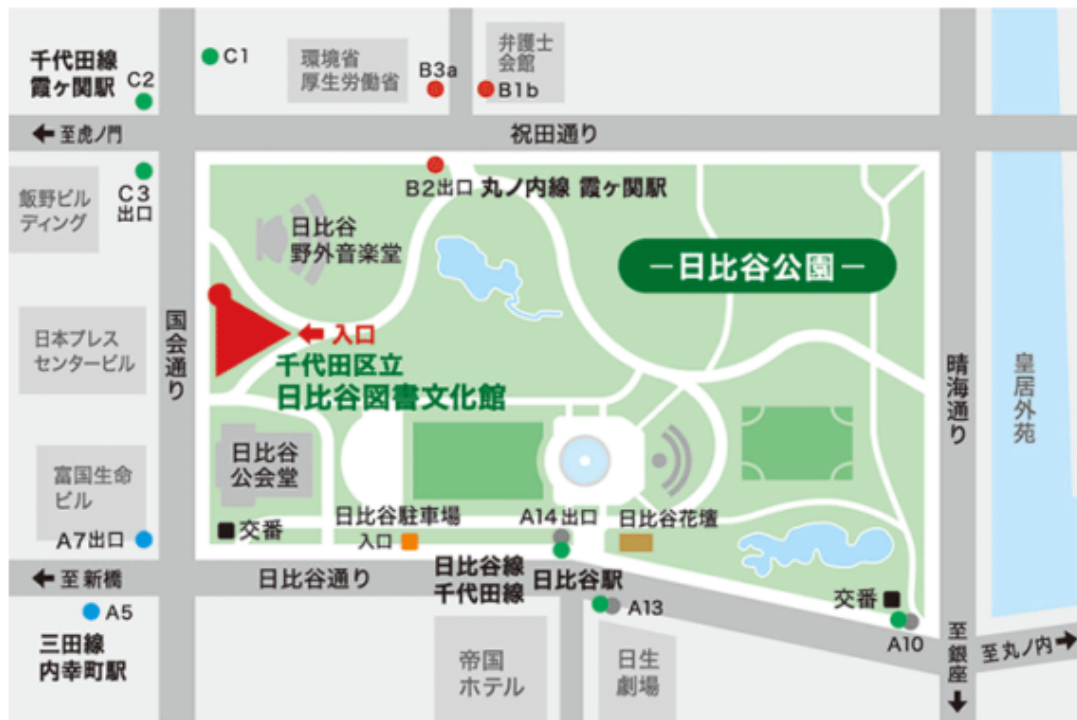 千代田線
霞ヶ関駅
C2
C1
環境省
厚生労働省
B3a
弁護士
会館
B1b
←至虎ノ門
祝田通り
飯野ビル
ディング
C3
出口
B2出口 丸ノ内線 霞ヶ関駅
日比谷
野外音楽堂
－日比谷公園－
日本プレス
センタービル
国会通り
←入口
千代田区立
日比谷図書文化館
晴海通り
皇居外苑
日比谷
公会堂
富国生命
ビル
A7出口
■交番
日比谷駐車場
入口
A14出口
日比谷花壇
←至新橋
日比谷通り
日比谷線
千代田線
日比谷駅
A13
交番■
A10
A5
三田線
内幸町駅
帝国
ホテル
日生
劇場
至銀座↓
至丸ノ内→